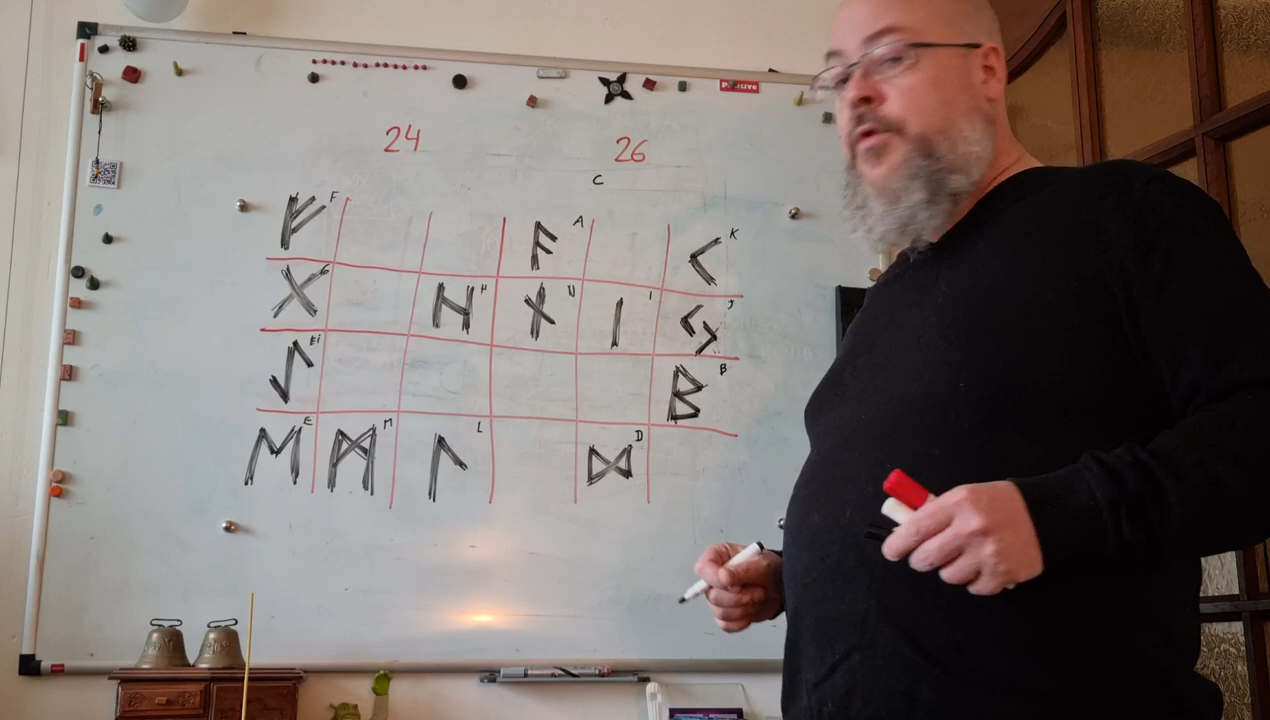 Positive
24 26
C
ᚠ F ᚨ A ᚲ K
ᚷ ᚺ H ᚾ N ᛁ I ᛃ J
ᛇ Ei ᛒ B
ᛖ E ᛗ M ᛚ L ᛞ D